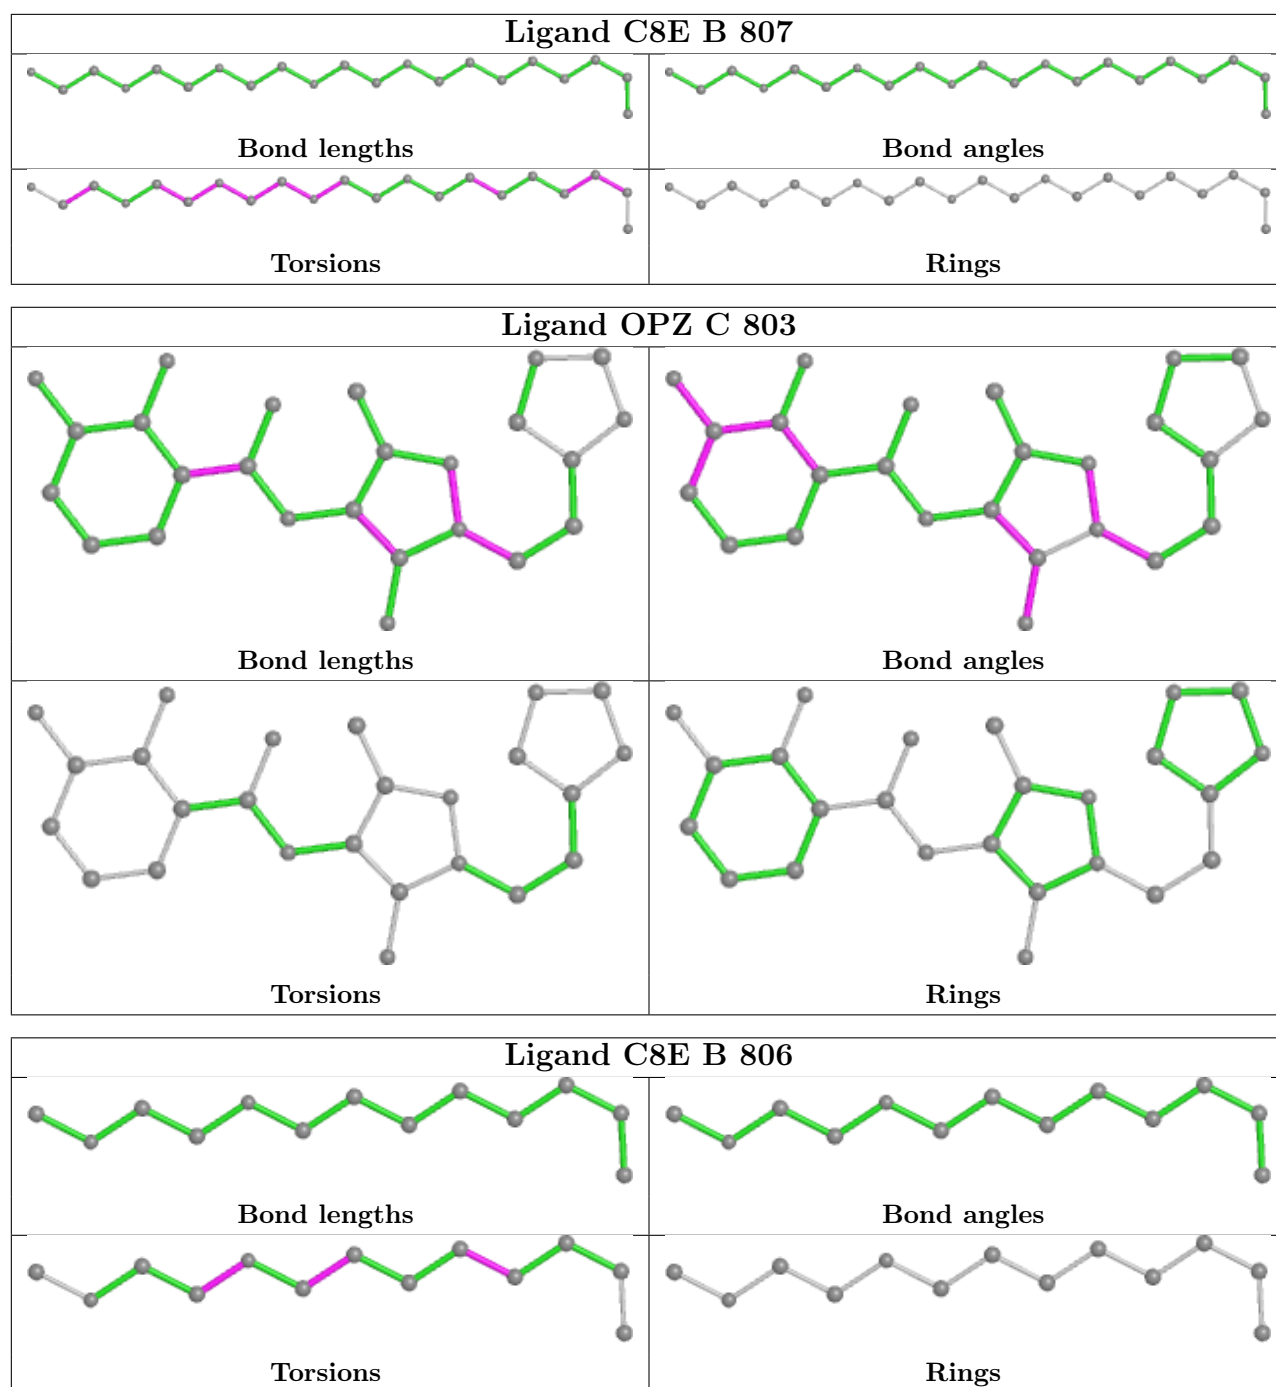 Ligand C8E B 807
Bond lengths
Bond angles
Torsions
Rings
Ligand OPZ C 803
Bond lengths
Bond angles
Torsions
Rings
Ligand C8E B 806
Bond lengths
Bond angles
Torsions
Rings